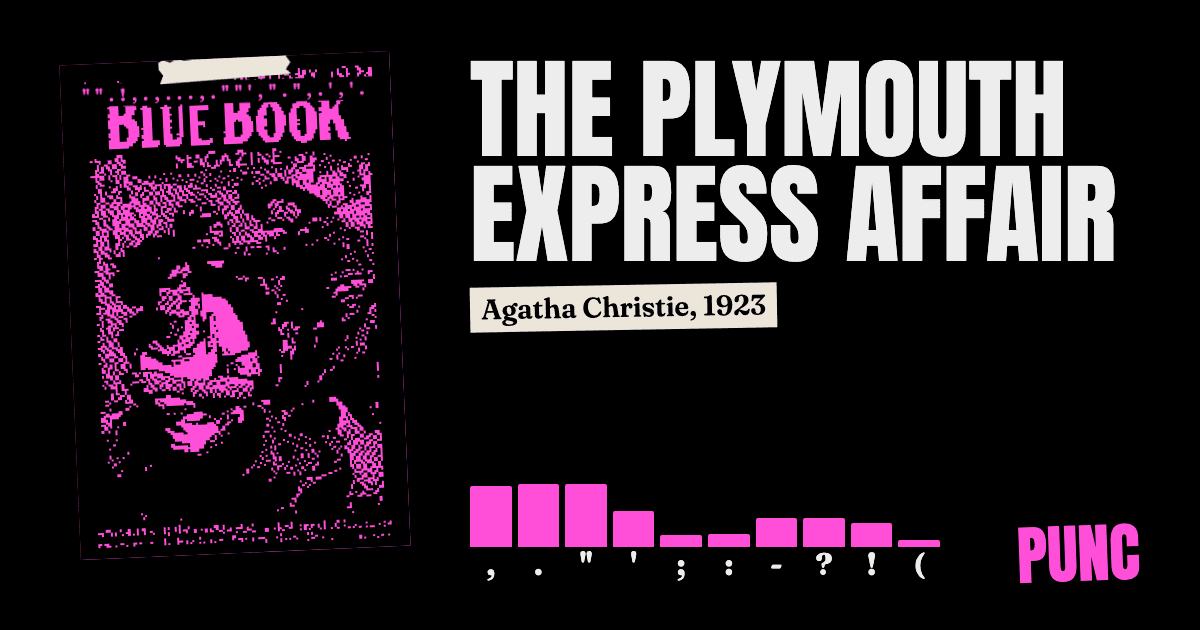 BLUE BOOK
MAGAZINE
THE PLYMOUTH
EXPRESS AFFAIR
Agatha Christie, 1923
, . " ' ; : - ? ! (
PUNC